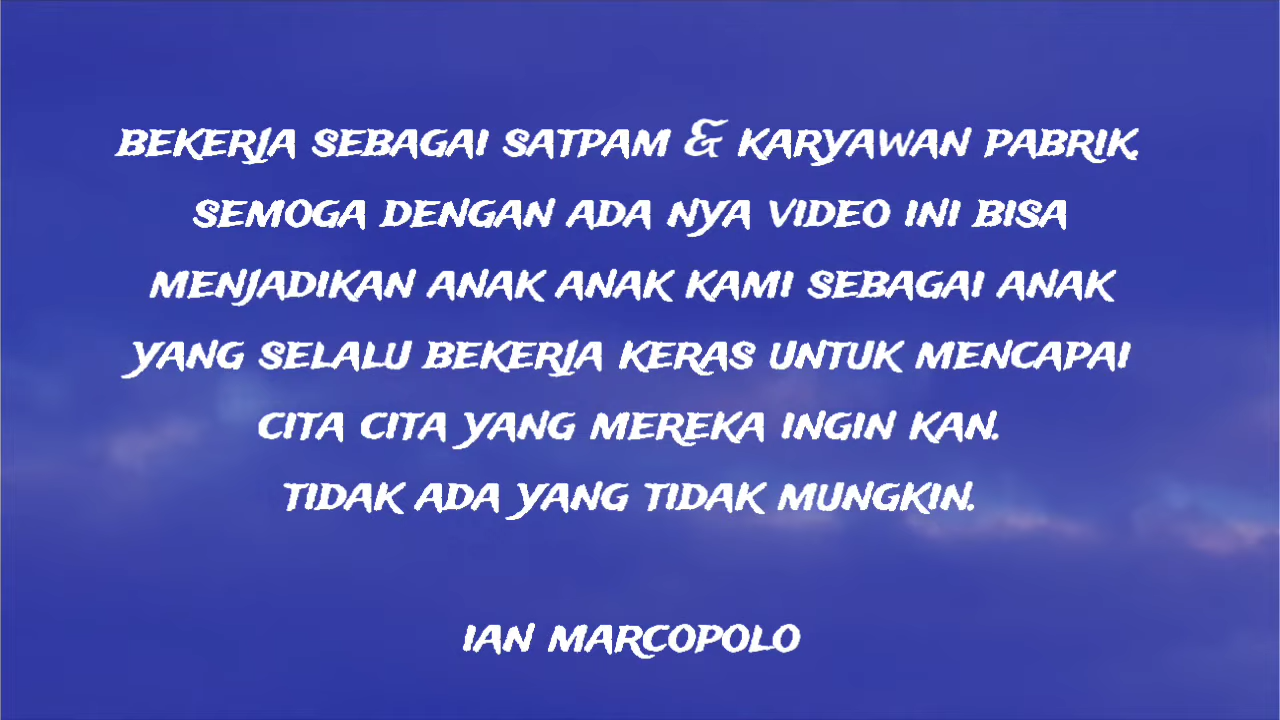 BEKERJA SEBAGAI SATPAM & KARYAWAN PABRIK.
SEMOGA DENGAN ADA NYA VIDEO INI BISA
MENJADIKAN ANAK ANAK KAMI SEBAGAI ANAK
YANG SELALU BEKERJA KERAS UNTUK MENCAPAI
CITA CITA YANG MEREKA INGIN KAN.
TIDAK ADA YANG TIDAK MUNGKIN.
IAN MARCOPOLO